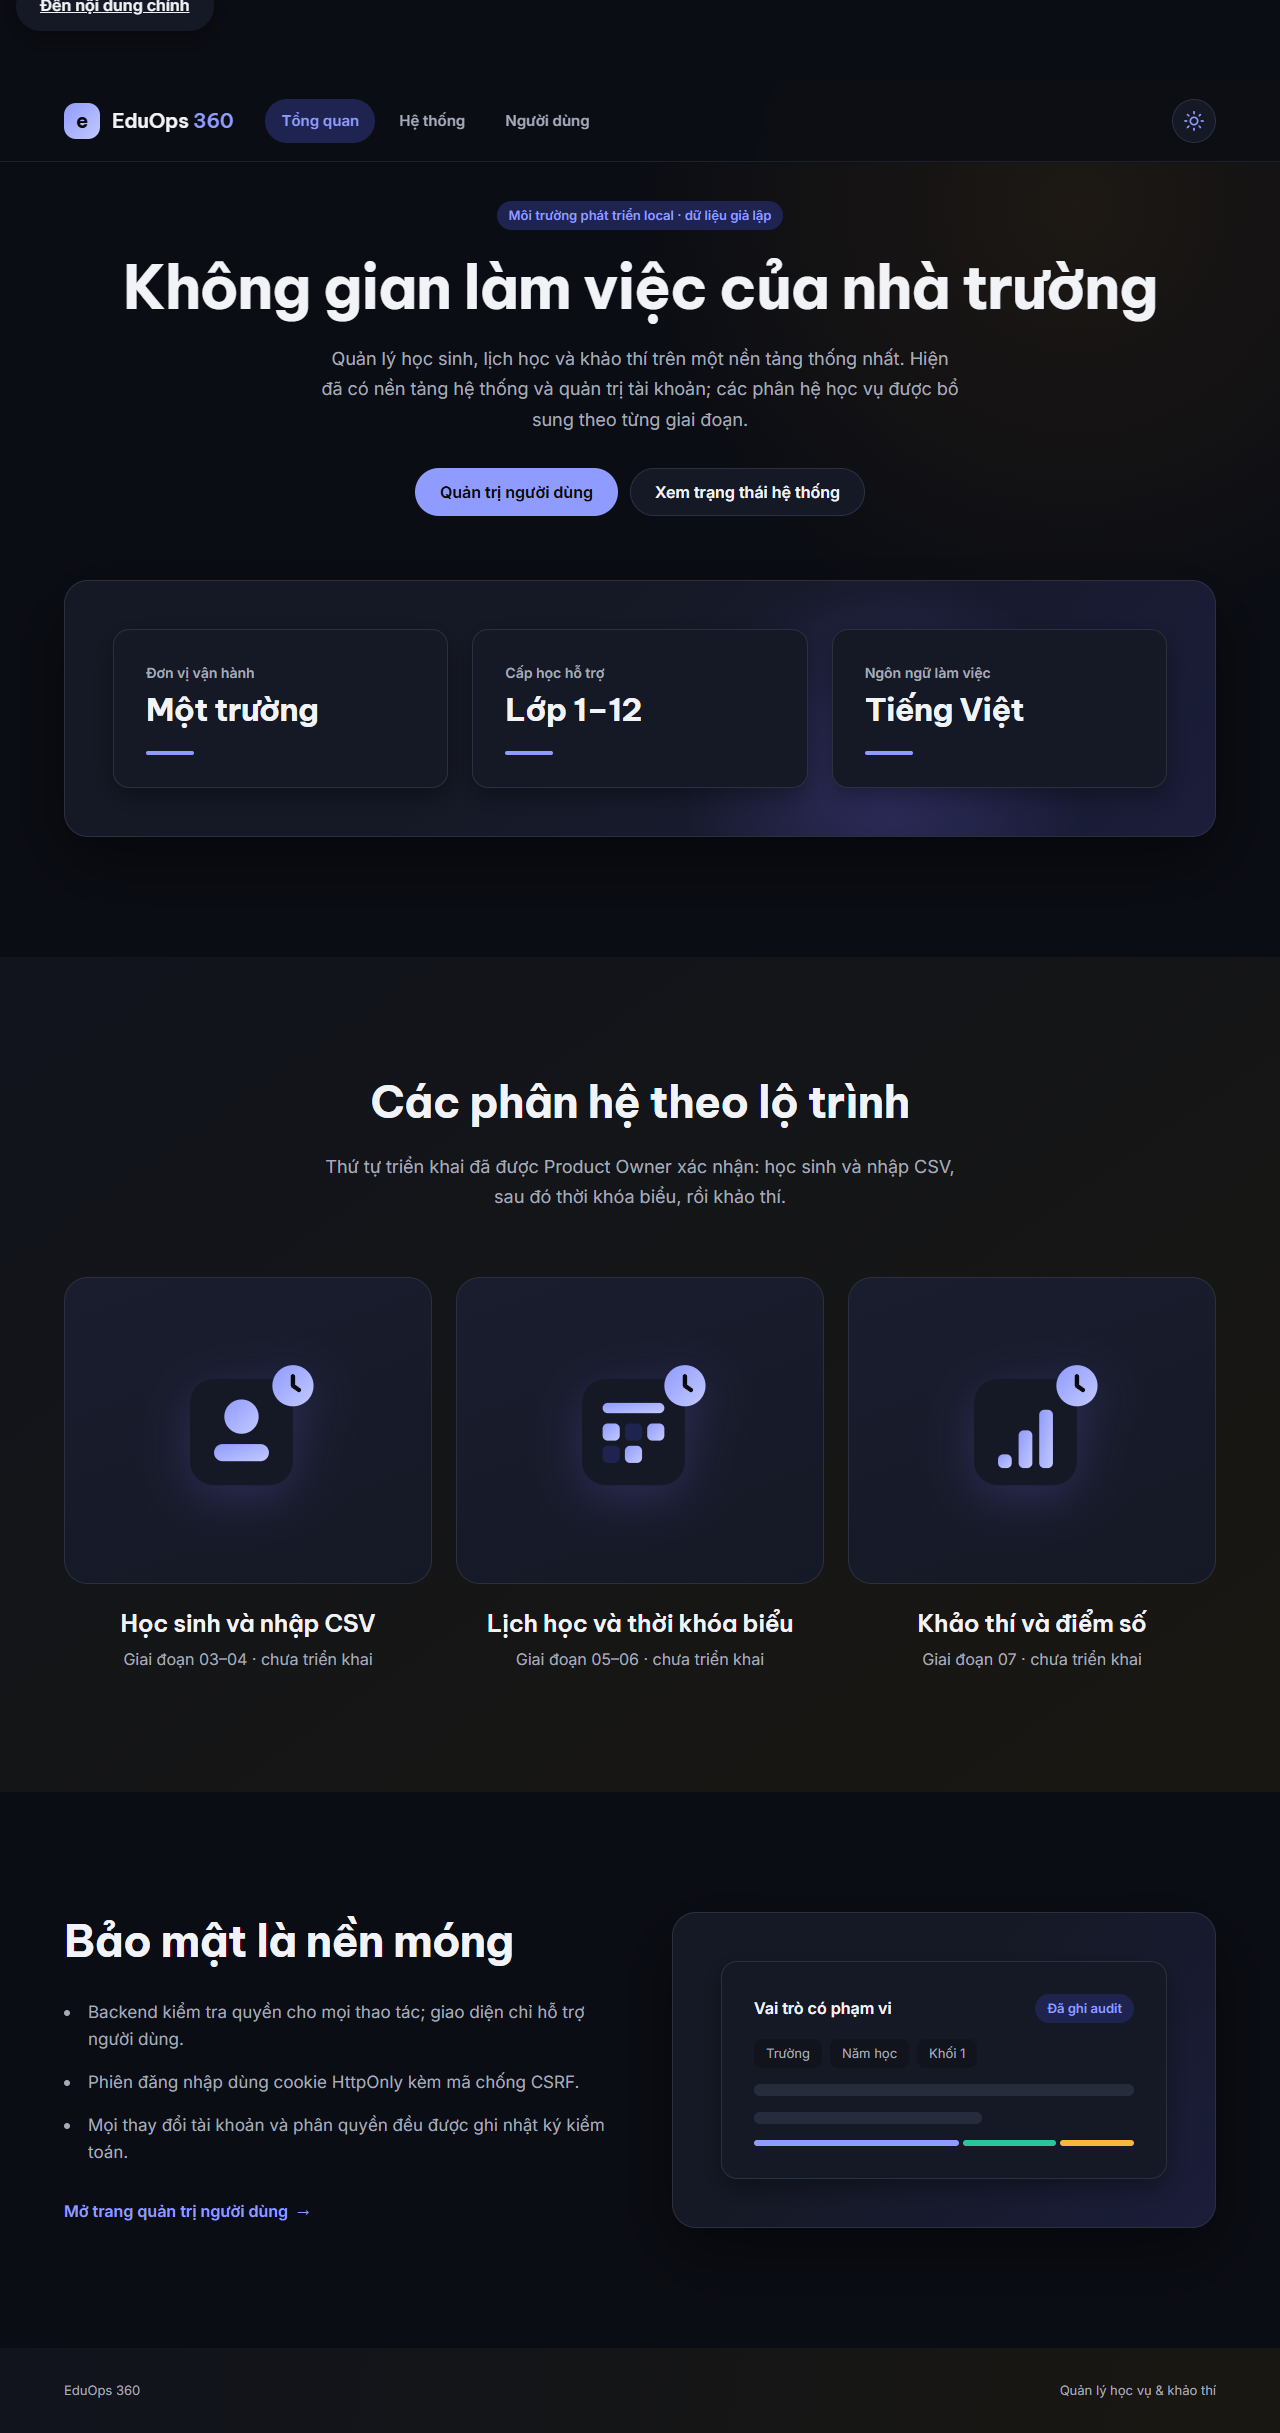 Đến nội dung chính
e EduOps 360 Tổng quan Hệ thống Người dùng
Môi trường phát triển local · dữ liệu giả lập
Không gian làm việc của nhà trường
Quản lý học sinh, lịch học và khảo thí trên một nền tảng thống nhất. Hiện
đã có nền tảng hệ thống và quản trị tài khoản; các phân hệ học vụ được bổ
sung theo từng giai đoạn.
Quản trị người dùng
Xem trạng thái hệ thống
Đơn vị vận hành
Một trường
Cấp học hỗ trợ
Lớp 1–12
Ngôn ngữ làm việc
Tiếng Việt
Các phân hệ theo lộ trình
Thứ tự triển khai đã được Product Owner xác nhận: học sinh và nhập CSV,
sau đó thời khóa biểu, rồi khảo thí.
Học sinh và nhập CSV
Giai đoạn 03–04 · chưa triển khai
Lịch học và thời khóa biểu
Giai đoạn 05–06 · chưa triển khai
Khảo thí và điểm số
Giai đoạn 07 · chưa triển khai
Bảo mật là nền móng
Backend kiểm tra quyền cho mọi thao tác; giao diện chỉ hỗ trợ
người dùng.
Phiên đăng nhập dùng cookie HttpOnly kèm mã chống CSRF.
Mọi thay đổi tài khoản và phân quyền đều được ghi nhật ký kiểm
toán.
Mở trang quản trị người dùng →
Vai trò có phạm vi
Đã ghi audit
Trường Năm học Khối 1
EduOps 360
Quản lý học vụ & khảo thí